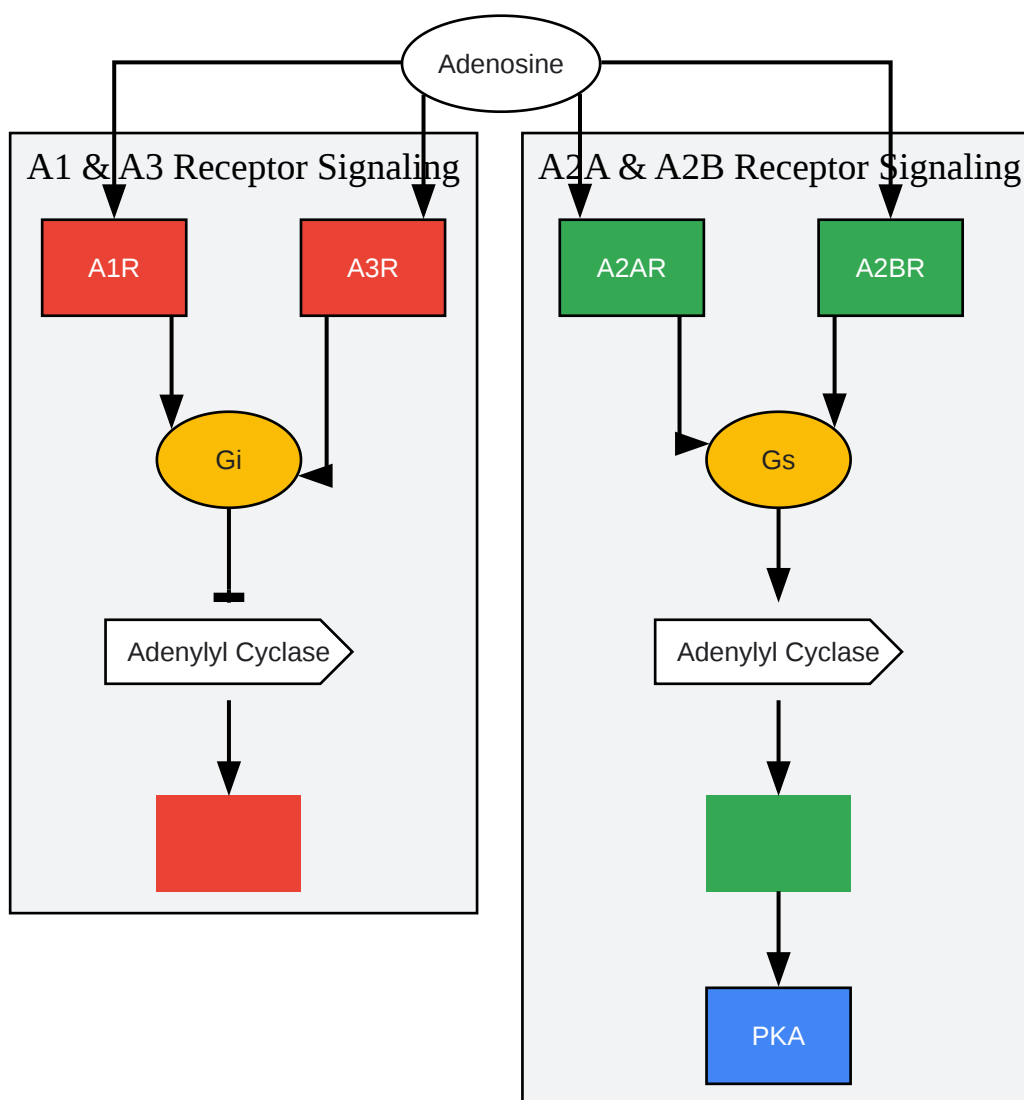 Adenosine
A1 & A3 Receptor Signaling
A2A & A2B Receptor Signaling
A1R
A3R
A2AR
A2BR
Gi
Gs
Adenylyl Cyclase
Adenylyl Cyclase
PKA